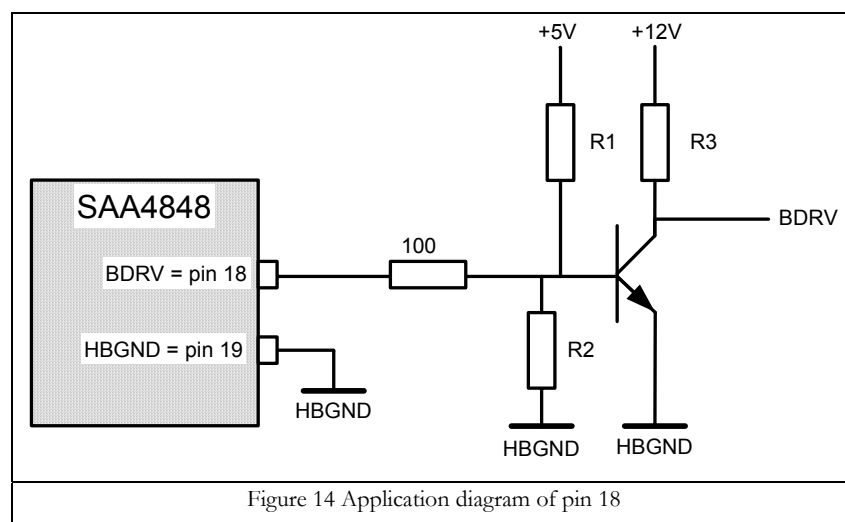 +5V +12V
R1 R3
SAA4848
100
BDRV
BDRV = pin 18
HBGND = pin 19
R2
HBGND
HBGND HBGND
Figure 14 Application diagram of pin 18